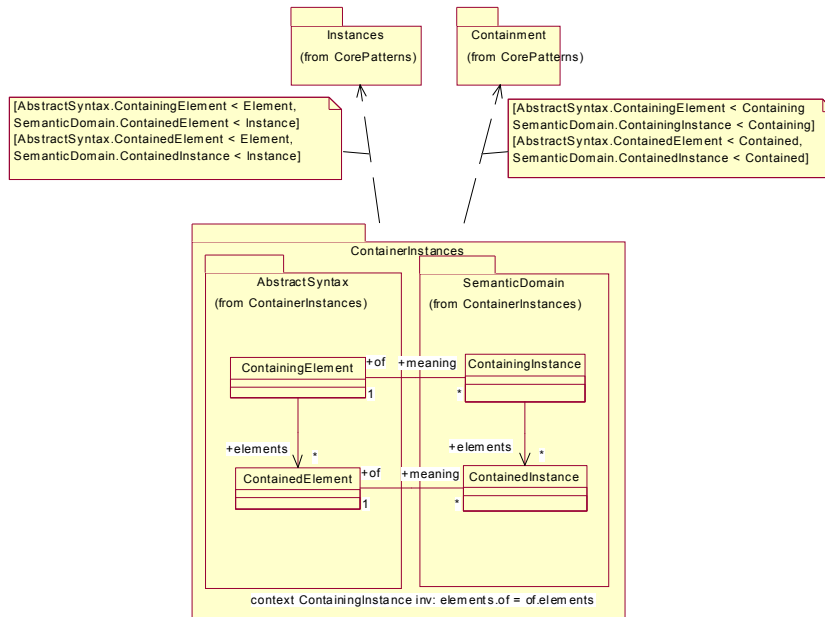 Instances
(from CorePatterns)
Containment
(from CorePatterns)
[AbstractSyntax.ContainingElement < Element,
SemanticDomain.ContainedElement < Instance]
[AbstractSyntax.ContainedElement < Element,
SemanticDomain.ContainedInstance < Instance]
[AbstractSyntax.ContainingElement < Containing
SemanticDomain.ContainingInstance < Containing]
[AbstractSyntax.ContainedElement < Contained,
SemanticDomain.ContainedInstance < Contained]
ContainerInstances
AbstractSyntax
(from ContainerInstances)
SemanticDomain
(from ContainerInstances)
ContainingElement
+of
+meaning
ContainingInstance
1
*
+elements
*
+elements
*
ContainedElement
+of
+meaning
ContainedInstance
1
*
context ContainingInstance inv: elements.of = of.elements